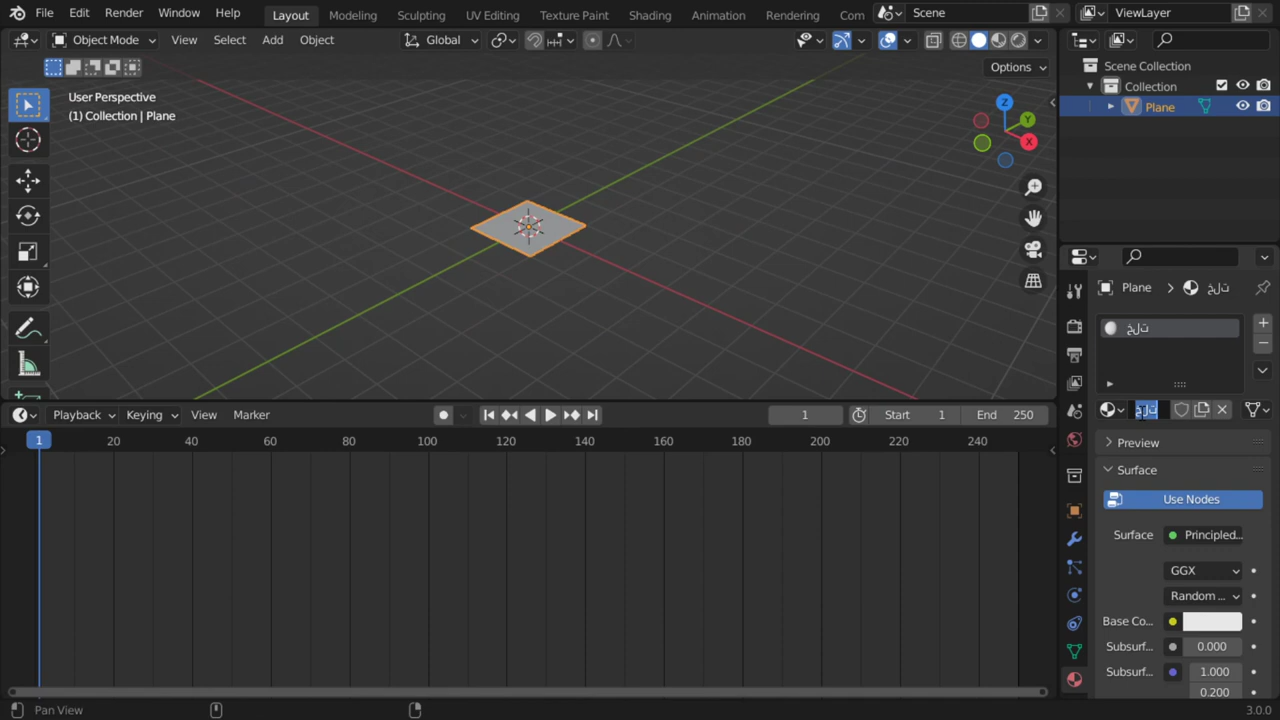 File Edit Render Window Help Layout Modeling Sculpting UV Editing Texture Paint Shading Animation Rendering Com Scene ViewLayer
Object Mode View Select Add Object Global
Options
User Perspective
(1) Collection | Plane
Z
Y
X
Scene Collection
Collection
Plane
Plane > خلت
خلت
خلت
Playback Keying View Marker 1 Start 1 End 250
1 20 40 60 80 100 120 140 160 180 200 220 240
Preview
Surface
Use Nodes
Surface Principled...
GGX
Random ...
Base Co...
Subsurf... 0.000
Subsurf... 1.000
0.200
Pan View 3.0.0